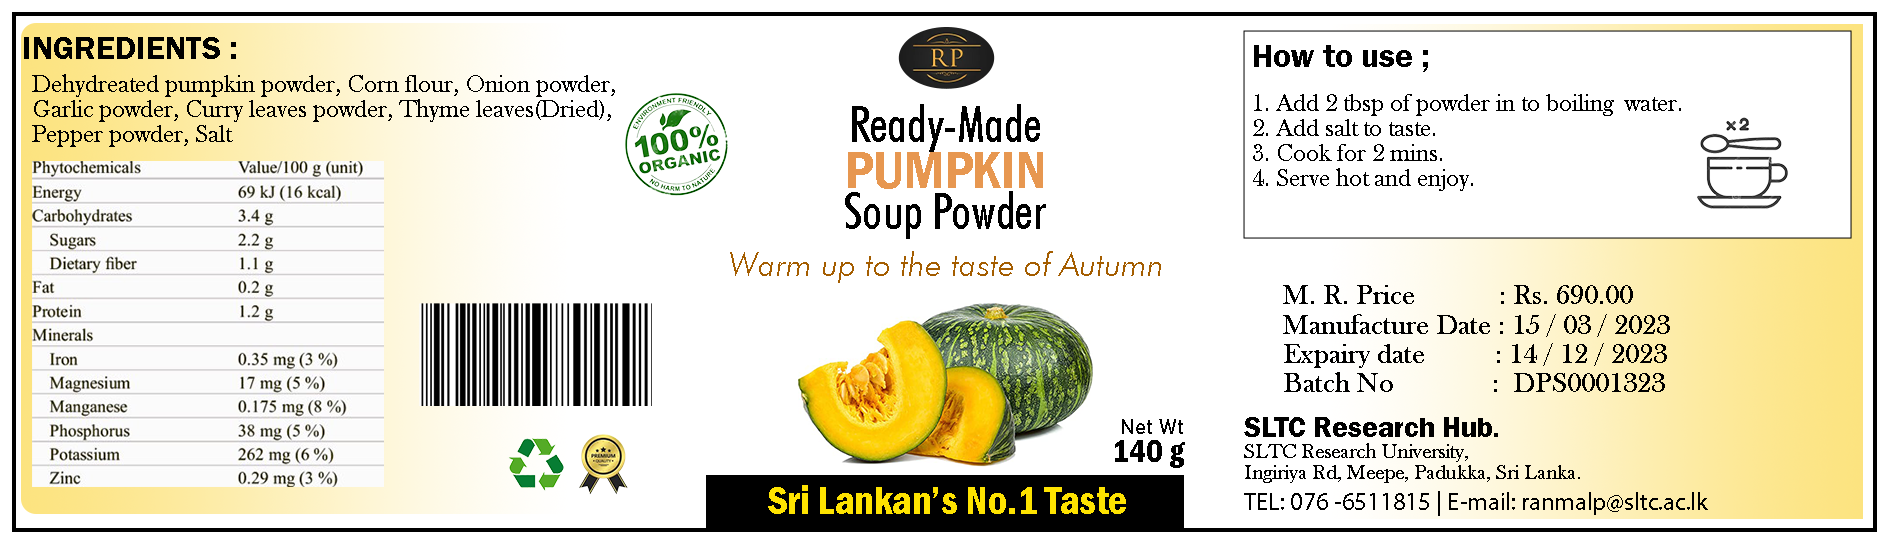 INGREDIENTS :
Dehydreated pumpkin powder, Corn flour, Onion powder,
Garlic powder, Curry leaves powder, Thyme leaves(Dried),
Pepper powder, Salt
Phytochemicals Value/100 g (unit)
Energy 69 kJ (16 kcal)
Carbohydrates 3.4 g
Sugars 2.2 g
Dietary fiber 1.1 g
Fat 0.2 g
Protein 1.2 g
Minerals
Iron 0.35 mg (3 %)
Magnesium 17 mg (5 %)
Manganese 0.175 mg (8 %)
Phosphorus 38 mg (5 %)
Potassium 262 mg (6 %)
Zinc 0.29 mg (3 %)
ENVIRONMENT FRIENDLY
100%
ORGANIC
NO HARM TO NATURE
PREMIUM
QUALITY
RP
Ready-Made
PUMPKIN
Soup Powder
Warm up to the taste of Autumn
Net Wt
140 g
Sri Lankan's No.1 Taste
How to use ;
1. Add 2 tbsp of powder in to boiling water.
2. Add salt to taste.
3. Cook for 2 mins.
4. Serve hot and enjoy.
x2
M. R. Price : Rs. 690.00
Manufacture Date : 15 / 03 / 2023
Expairy date : 14 / 12 / 2023
Batch No : DPS0001323
SLTC Research Hub.
SLTC Research University,
Ingiriya Rd, Meepe, Padukka, Sri Lanka.
TEL: 076 -6511815 | E-mail: ranmalp@sltc.ac.lk